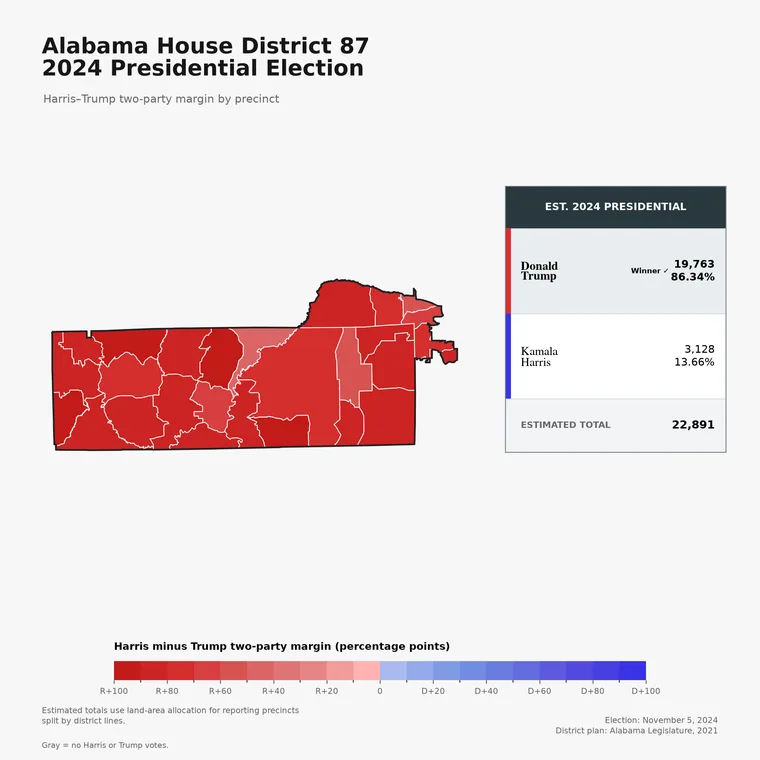 Alabama House District 87
2024 Presidential Election
Harris–Trump two-party margin by precinct
EST. 2024 PRESIDENTIAL
Donald
Trump
Winner ✓
19,763
86.34%
Kamala
Harris
3,128
13.66%
ESTIMATED TOTAL
22,891
Harris minus Trump two-party margin (percentage points)
R+100 R+80 R+60 R+40 R+20 0 D+20 D+40 D+60 D+80 D+100
Estimated totals use land-area allocation for reporting precincts
split by district lines.
Gray = no Harris or Trump votes.
Election: November 5, 2024
District plan: Alabama Legislature, 2021